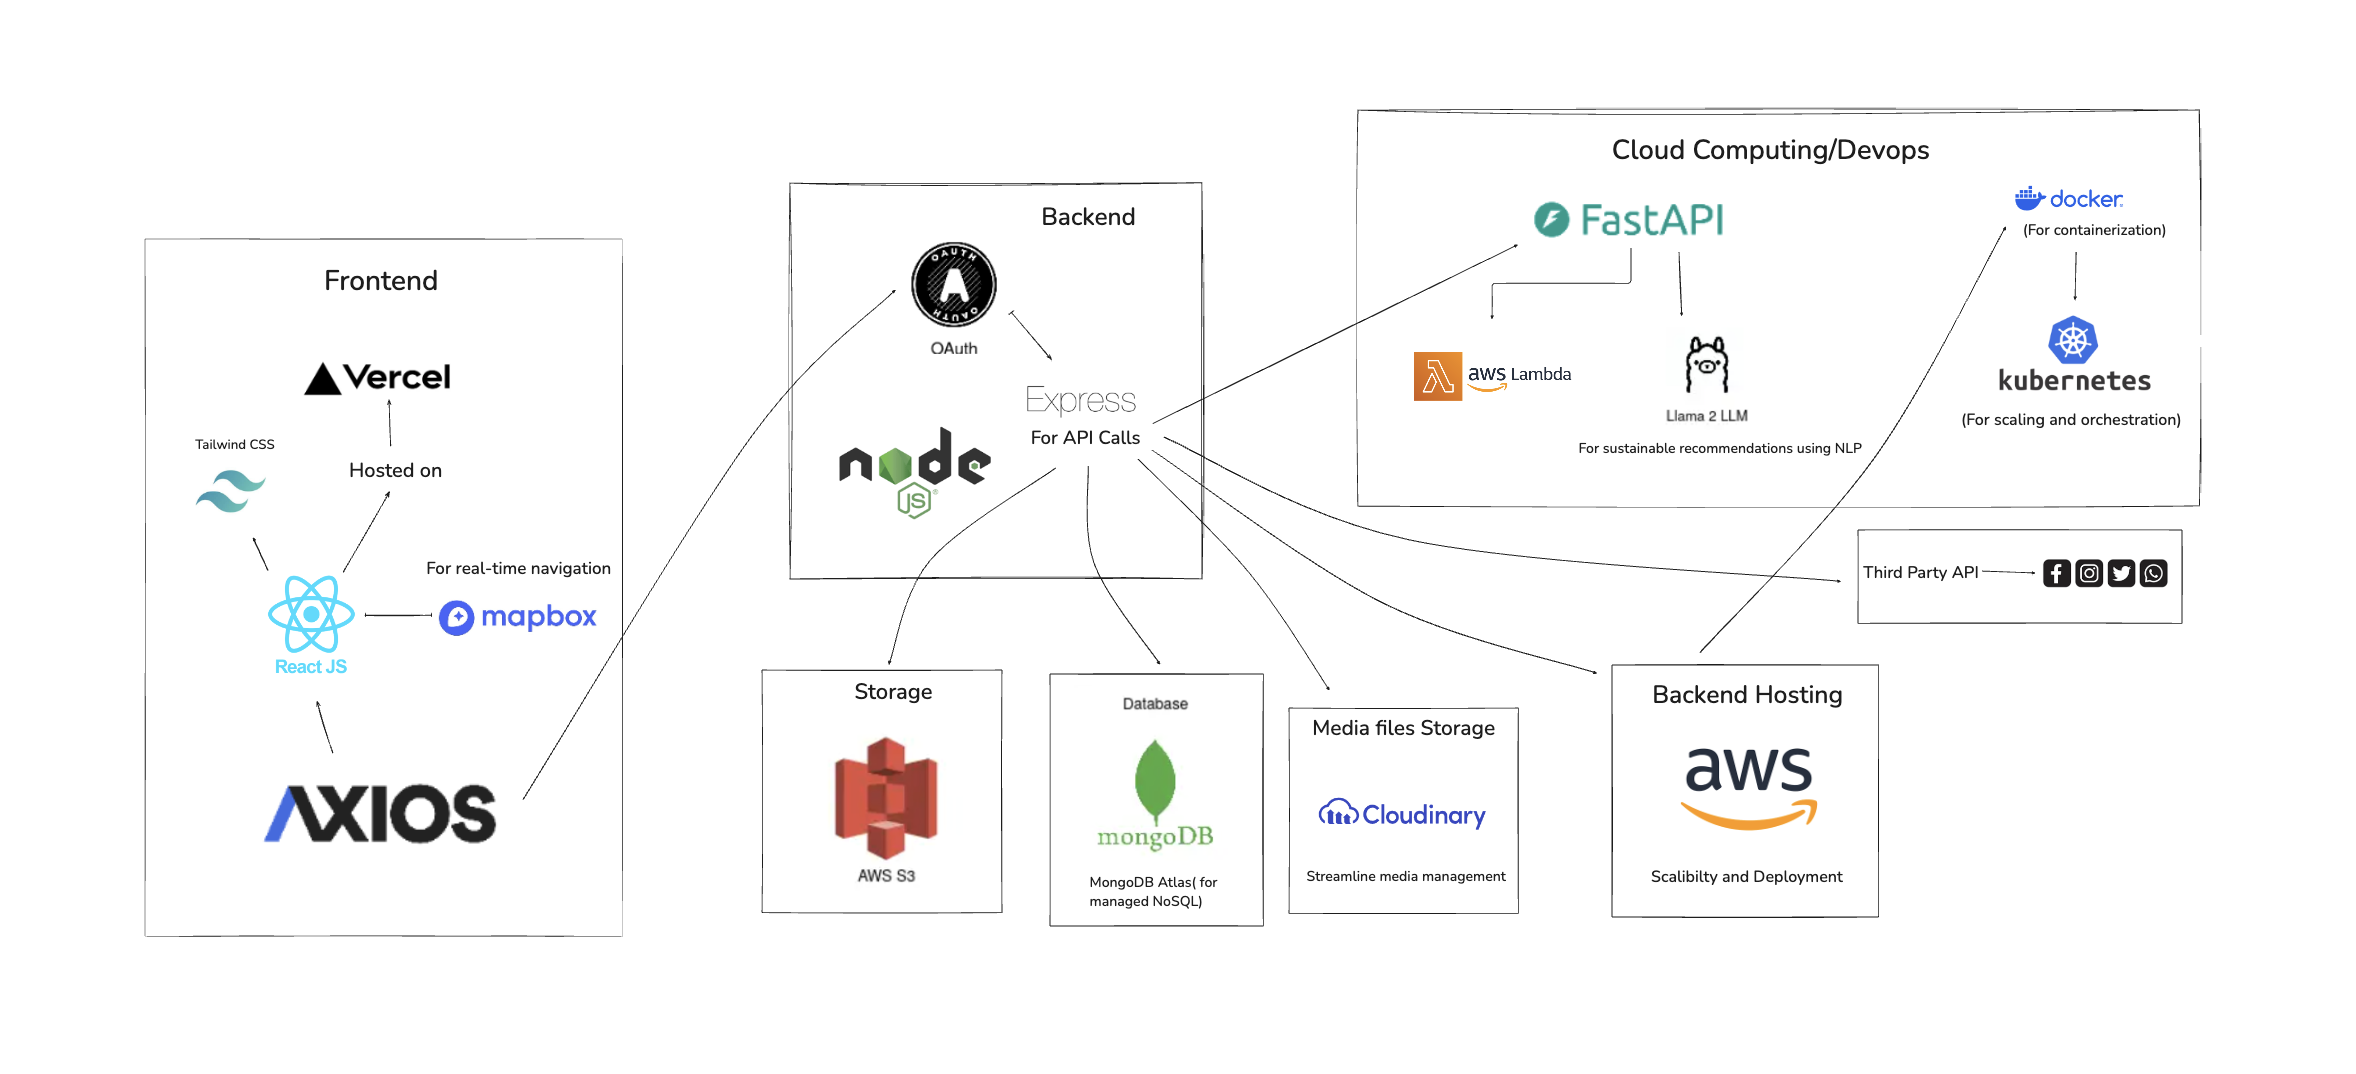 Frontend
Vercel
Tailwind CSS
Hosted on
For real-time navigation
mapbox
React JS
AXIOS
Backend
OAUTH
A
OAUTH
OAuth
Express
For API Calls
node
JS
Cloud Computing/Devops
FastAPI
docker
(For containerization)
aws Lambda
Llama 2 LLM
For sustainable recommendations using NLP
kubernetes
(For scaling and orchestration)
Third Party API
Storage
AWS S3
Database
mongoDB
MongoDB Atlas( for
managed NoSQL)
Media files Storage
Cloudinary
Streamline media management
Backend Hosting
aws
Scalibilty and Deployment